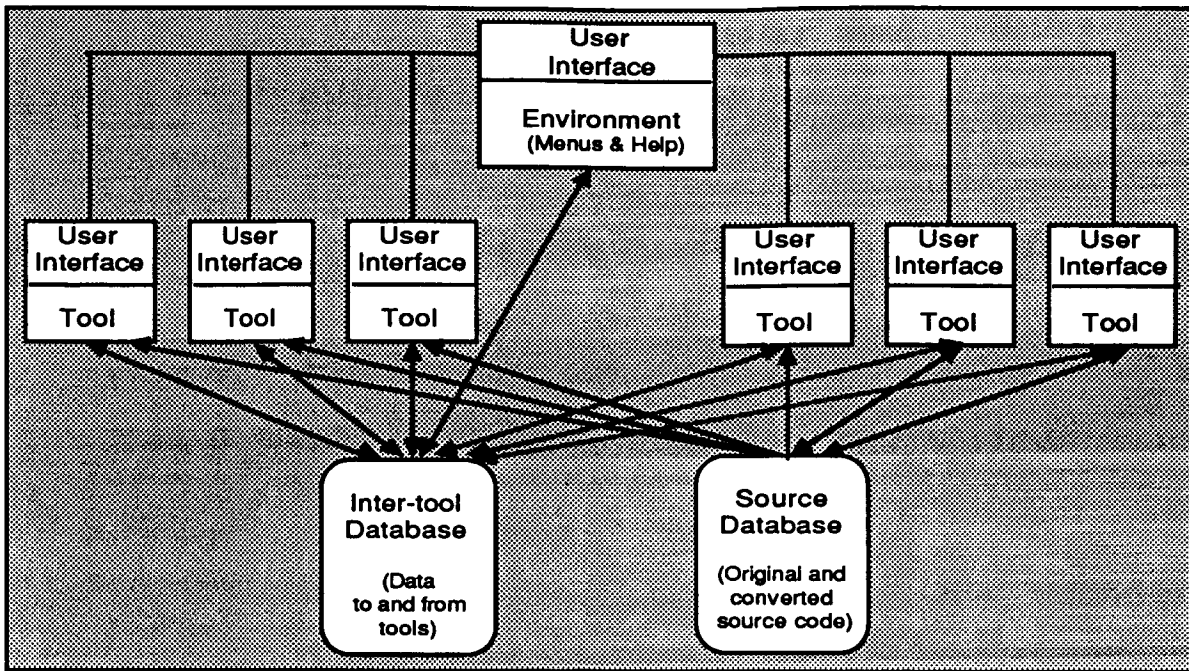 User
Interface
Environment
(Menus & Help)
User
Interface
Tool
User
Interface
Tool
User
Interface
Tool
User
Interface
Tool
User
Interface
Tool
User
Interface
Tool
Inter-tool
Database
(Data
to and from
tools)
Source
Database
(Original and
converted
source code)